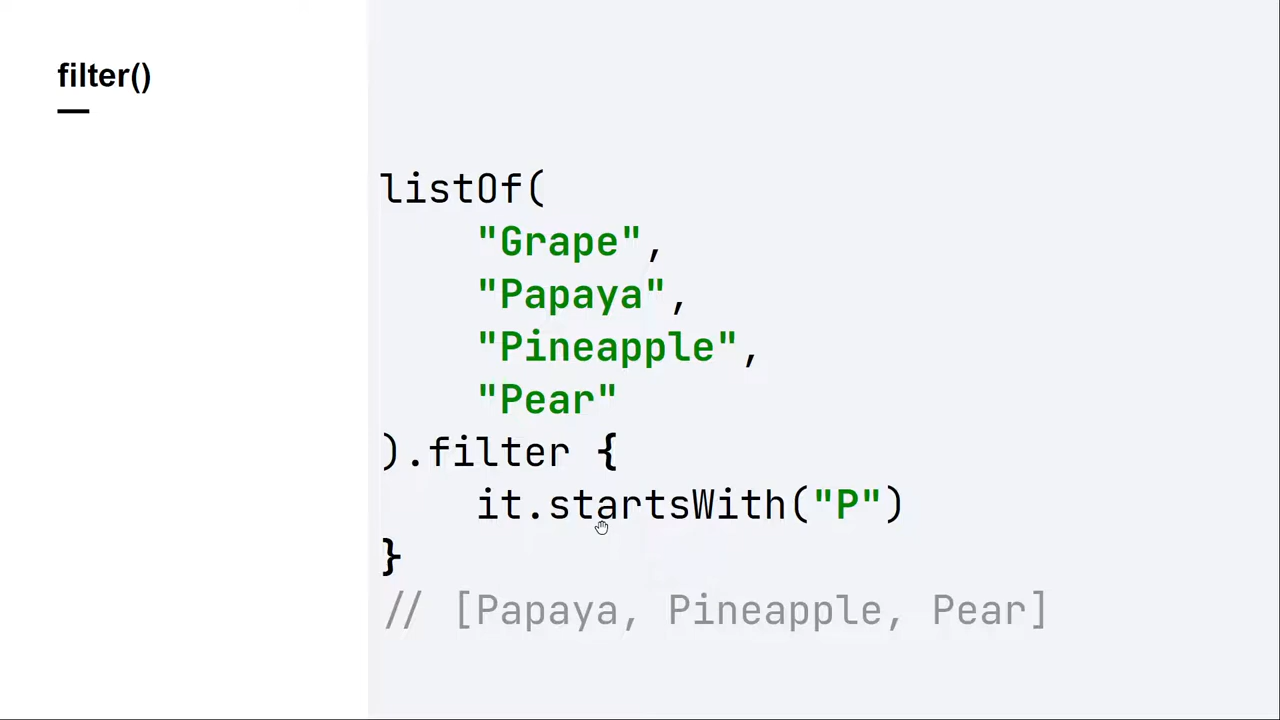 filter()
listOf(
"Grape",
"Papaya",
"Pineapple",
"Pear"
).filter {
it.startsWith("P")
}
// [Papaya, Pineapple, Pear]